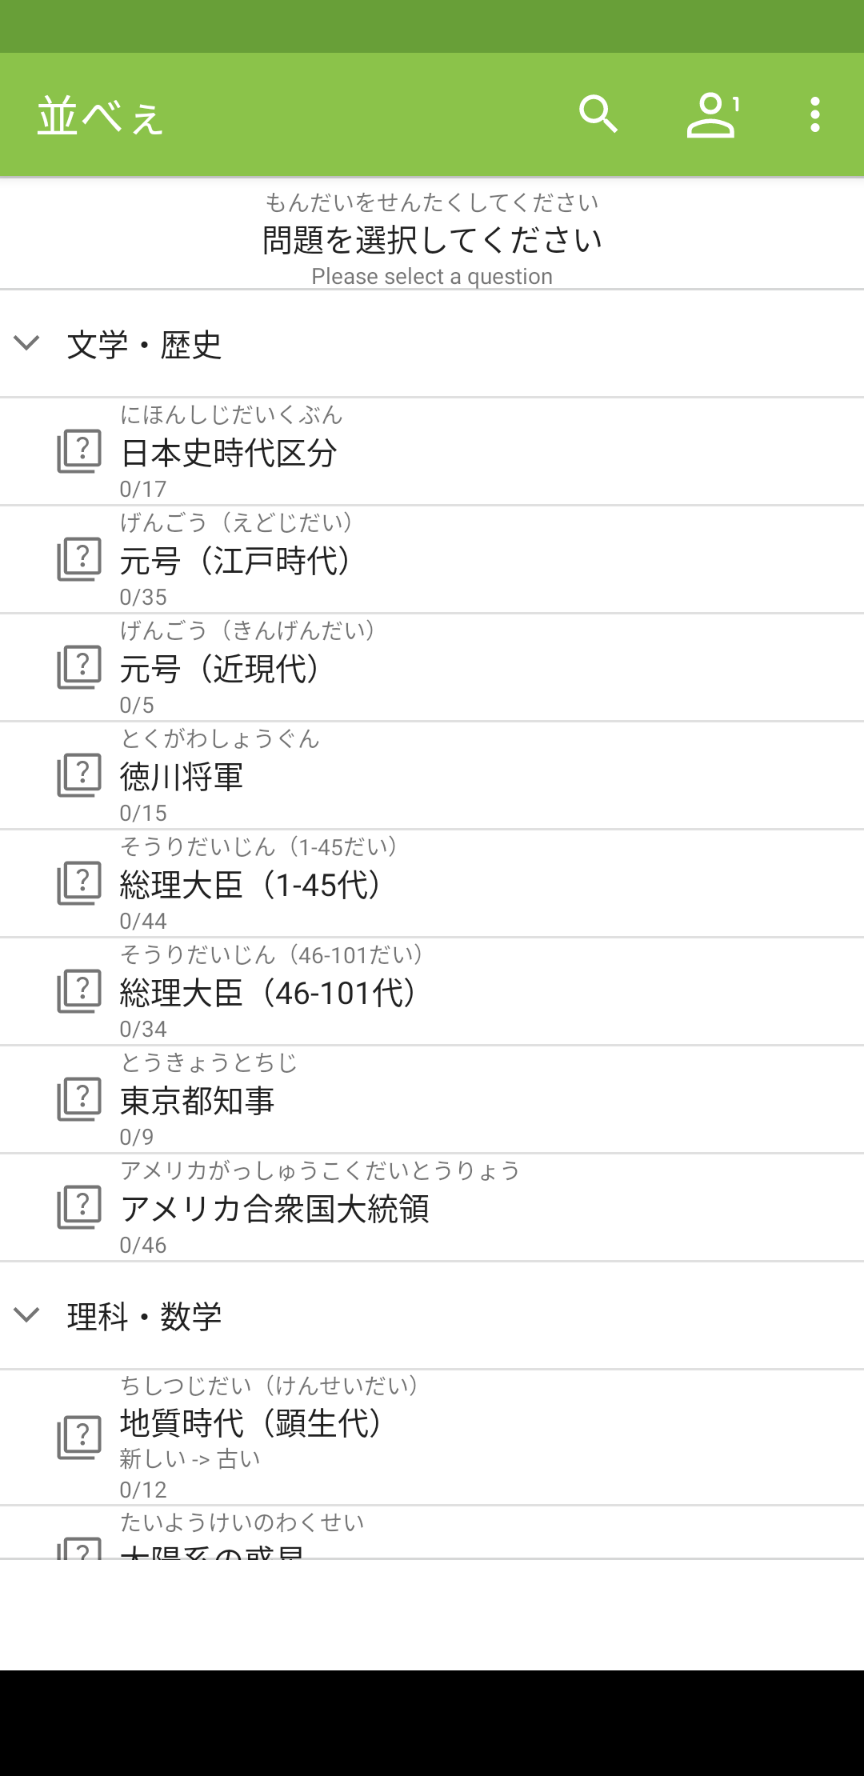 並べぇ
1
もんだいをせんたくしてください
問題を選択してください
Please select a question
文学・歴史
にほんしじだいくぶん
日本史時代区分
0/17
げんごう（えどじだい）
元号（江戸時代）
0/35
げんごう（きんげんだい）
元号（近現代）
0/5
とくがわしょうぐん
徳川将軍
0/15
そうりだいじん（1-45だい）
総理大臣（1-45代）
0/44
そうりだいじん（46-101だい）
総理大臣（46-101代）
0/34
とうきょうとちじ
東京都知事
0/9
アメリカがっしゅうこくだいとうりょう
アメリカ合衆国大統領
0/46
理科・数学
ちしつじだい（けんせいだい）
地質時代（顕生代）
新しい -> 古い
0/12
たいようけいのわくせい
太陽系の惑星